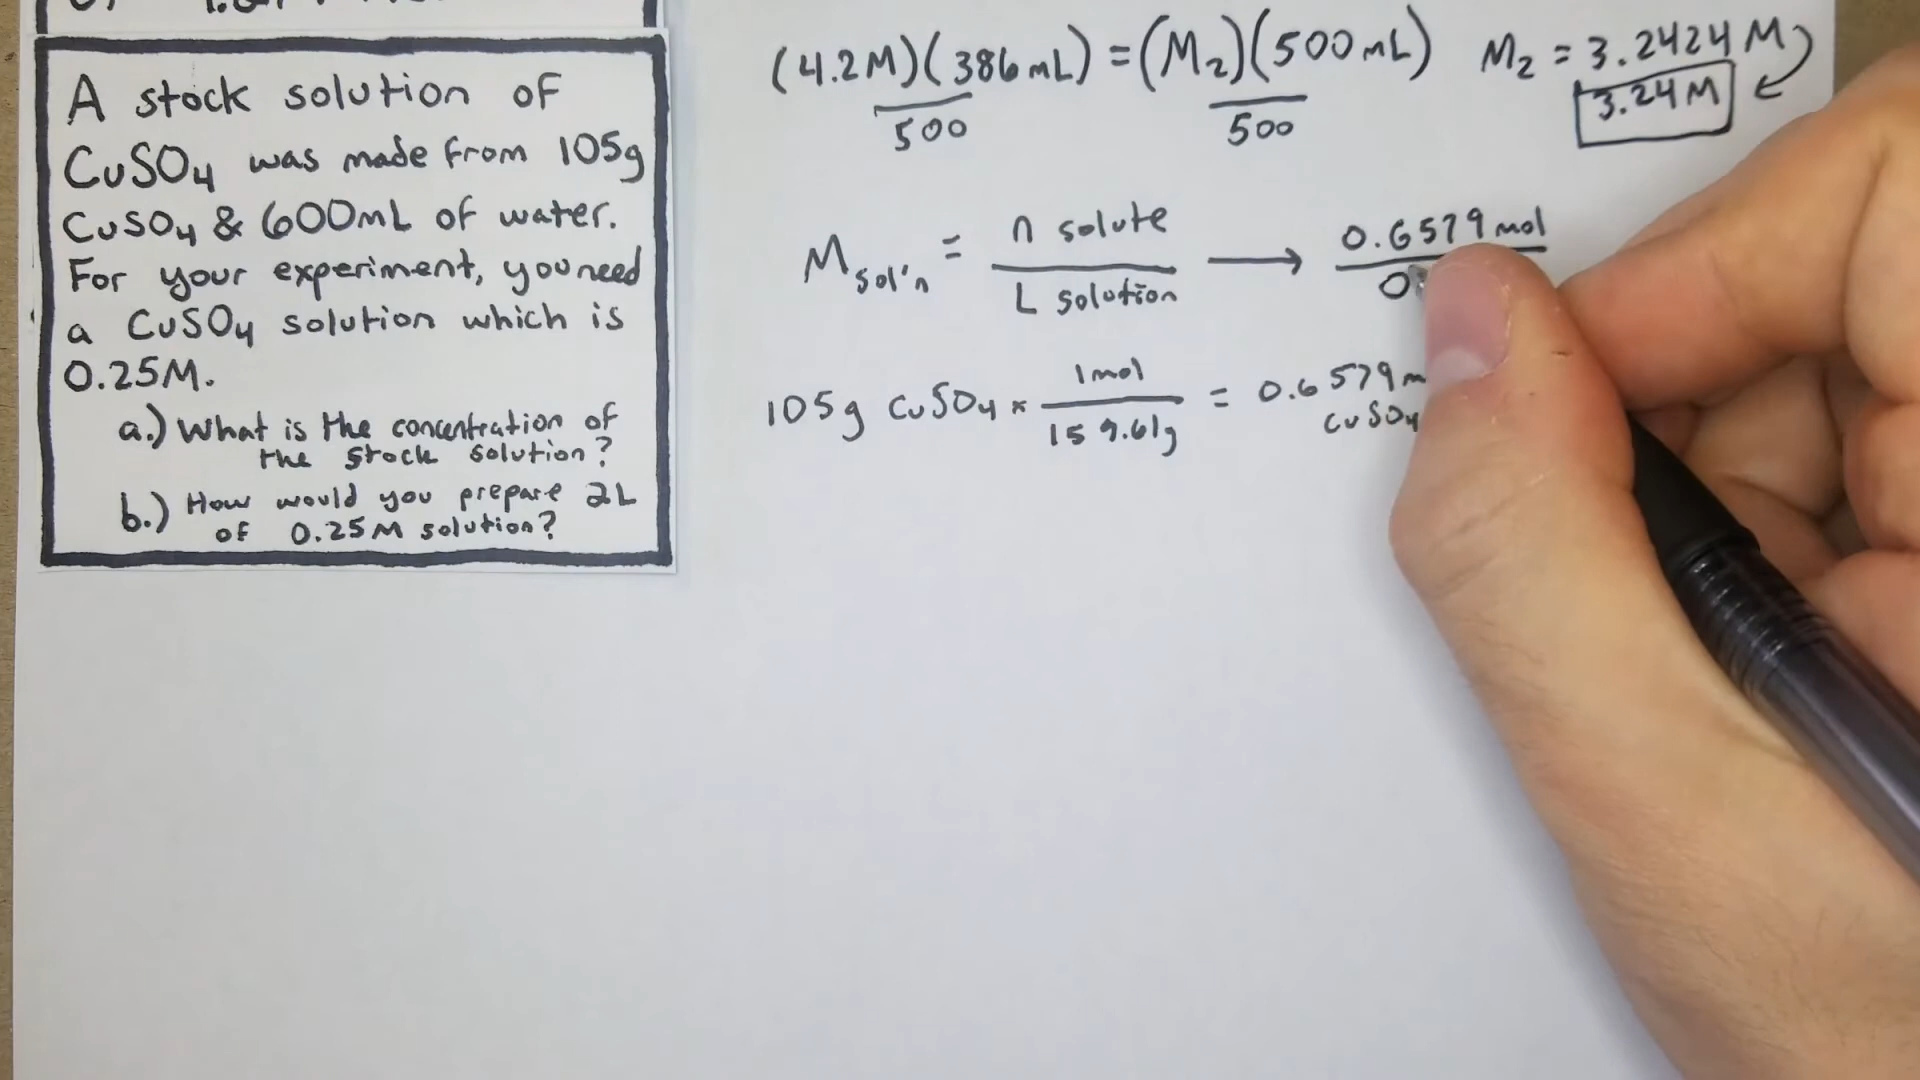 A stock solution of
CuSO4 was made from 105g
CuSO4 & 600mL of water.
For your experiment, you need
a CuSO4 solution which is
0.25M.
a.) What is the concentration of
the stock solution?
b.) How would you prepare 2L
of 0.25M solution?
(4.2M)(386mL) = (M2)(500mL) M2 = 3.2424 M
500 500 3.24M
Msol'n = n solute / L solution → 0.6579 mol
0.
105g CuSO4 × 1mol / 159.61g = 0.6579 m
CuSO4